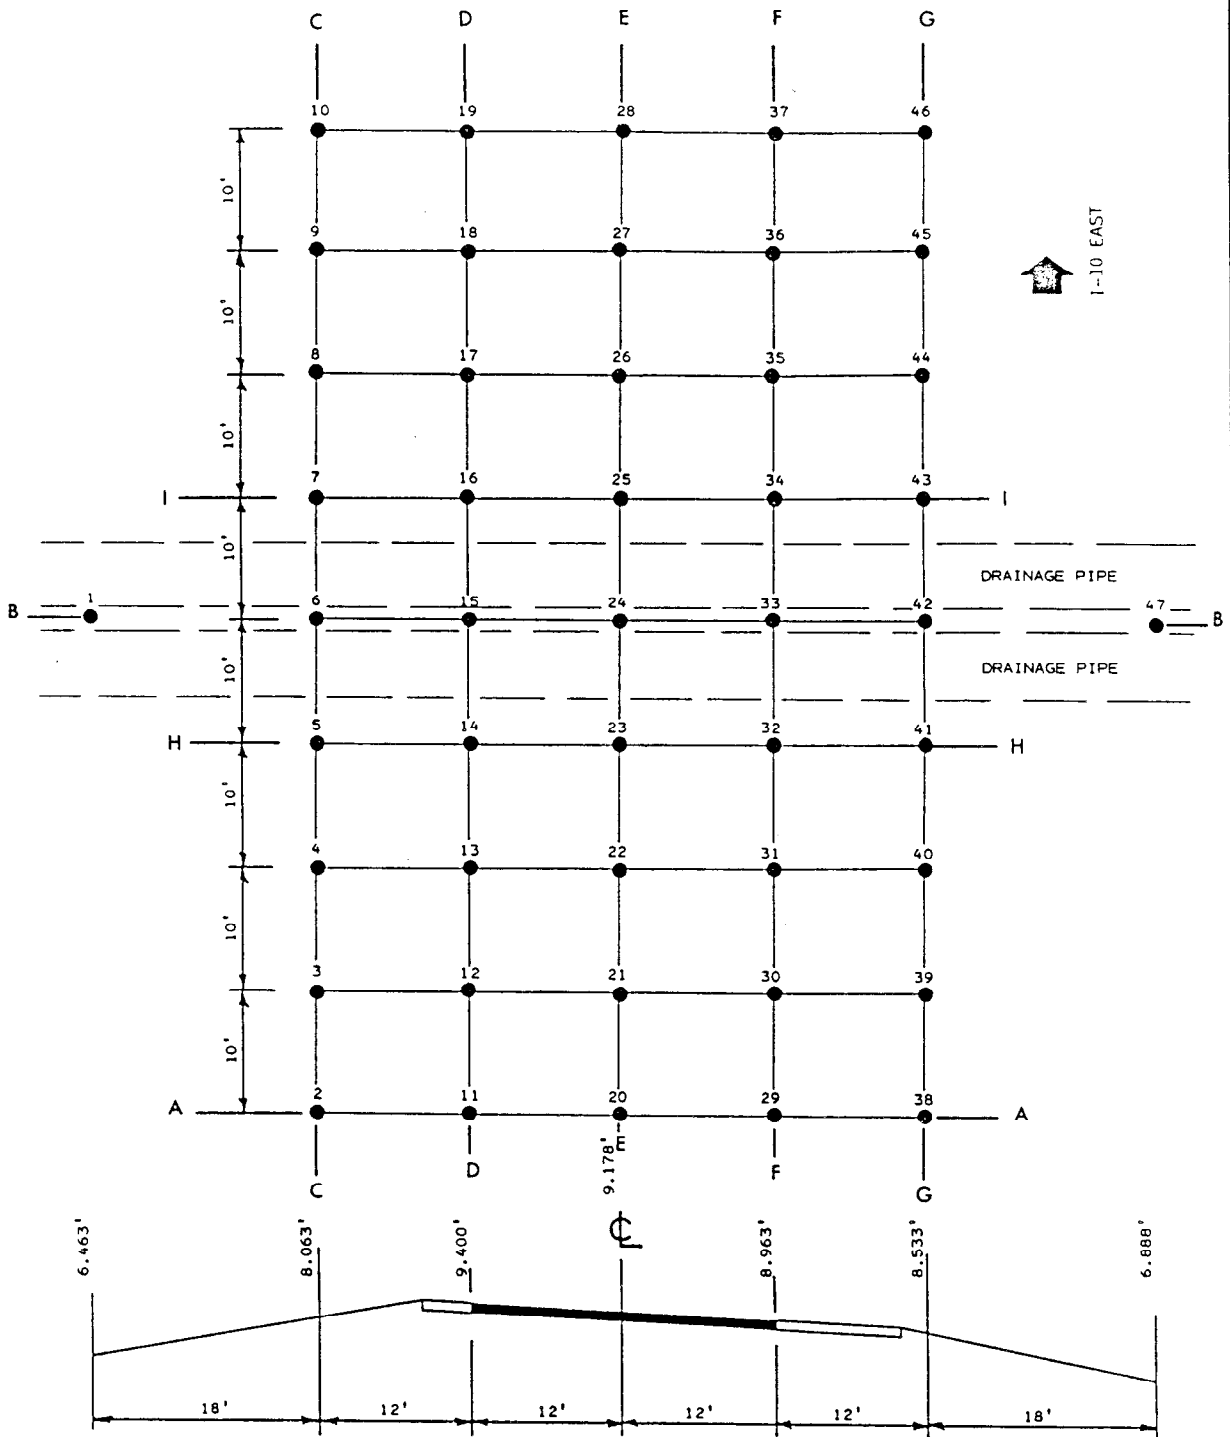 C D E F G
10 19 28 37 46
10'
9 18 27 36 45
I-10 EAST
10'
8 17 26 35 44
10'
I 7 16 25 34 43 I
10'
DRAINAGE PIPE
B 1 6 15 24 33 42 47 B
10'
DRAINAGE PIPE
H 5 14 23 32 41 H
10'
4 13 22 31 40
10'
3 12 21 30 39
10'
A 2 11 20 29 38 A
C D E F G
6.463' 8.063' 9.400' 9.178' 8.963' 8.533' 6.888'
CL
18' 12' 12' 12' 12' 18'